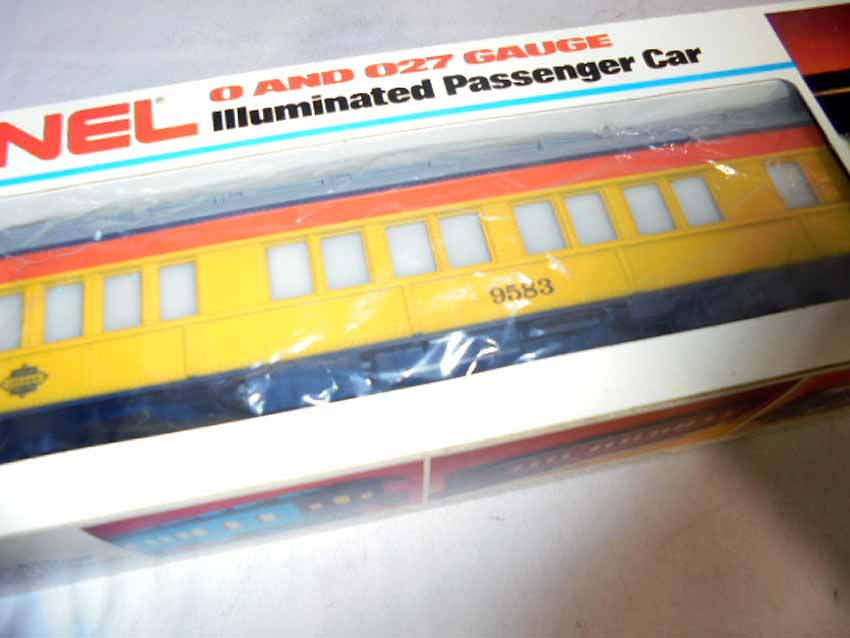 NEL
O AND O27 GAUGE
Illuminated Passenger Car
9583